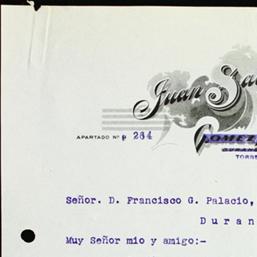 Juan
APARTADO Nº 264
Señor. D. Francisco G. Palacio,
Duran
Muy Señor mio y amigo:-